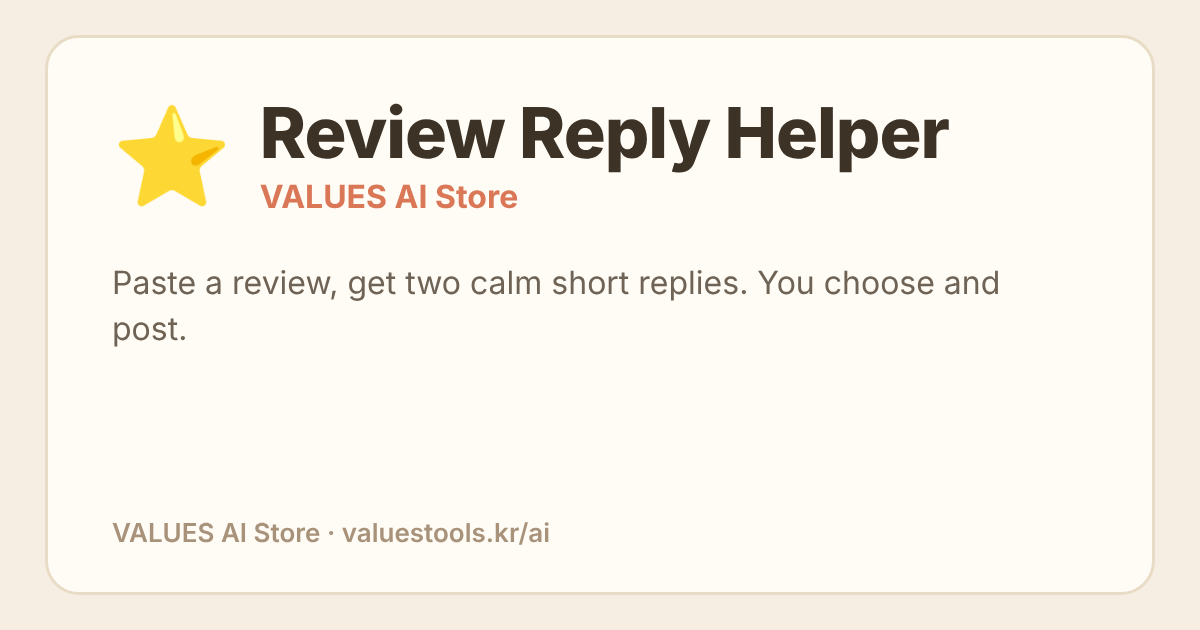 Review Reply Helper
VALUES AI Store
Paste a review, get two calm short replies. You choose and
post.
VALUES AI Store · valuestools.kr/ai